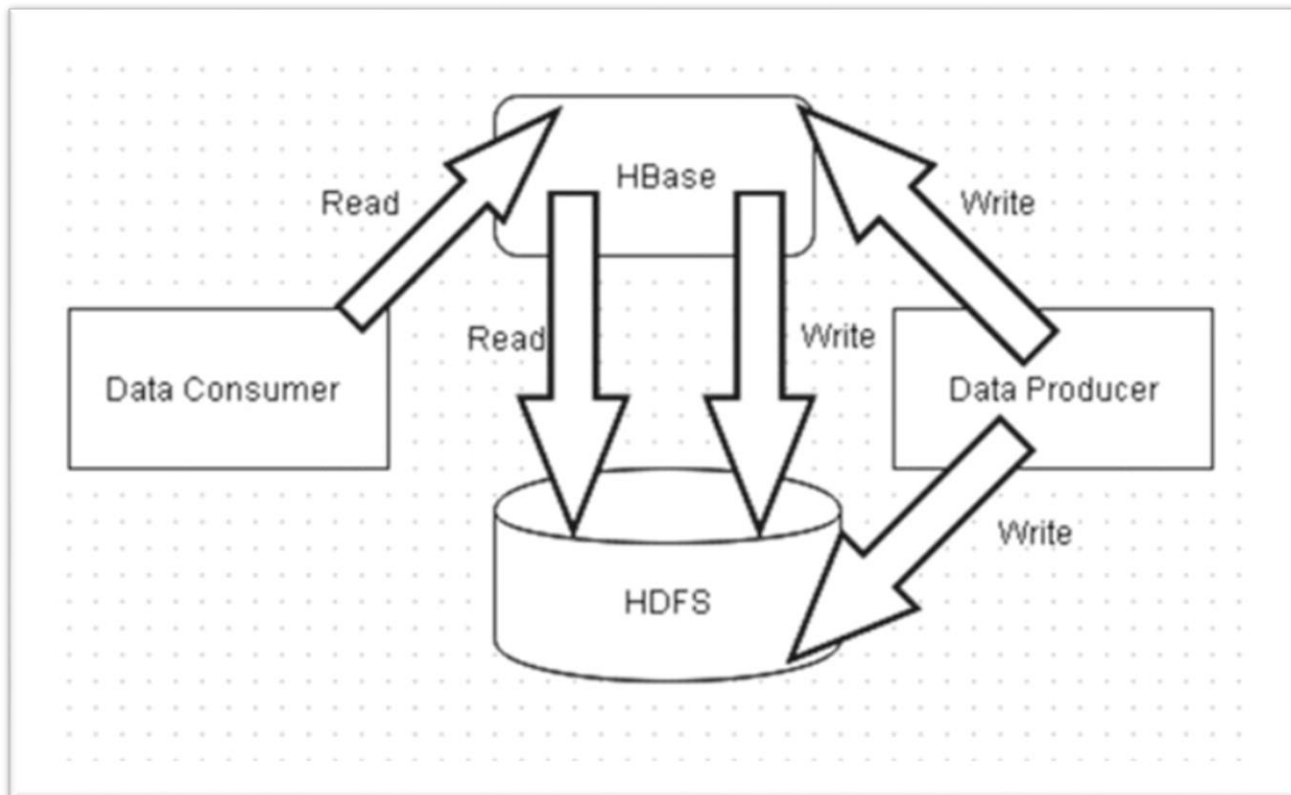 HBase
Read
Write
Read
Write
Data Consumer
Data Producer
Write
HDFS